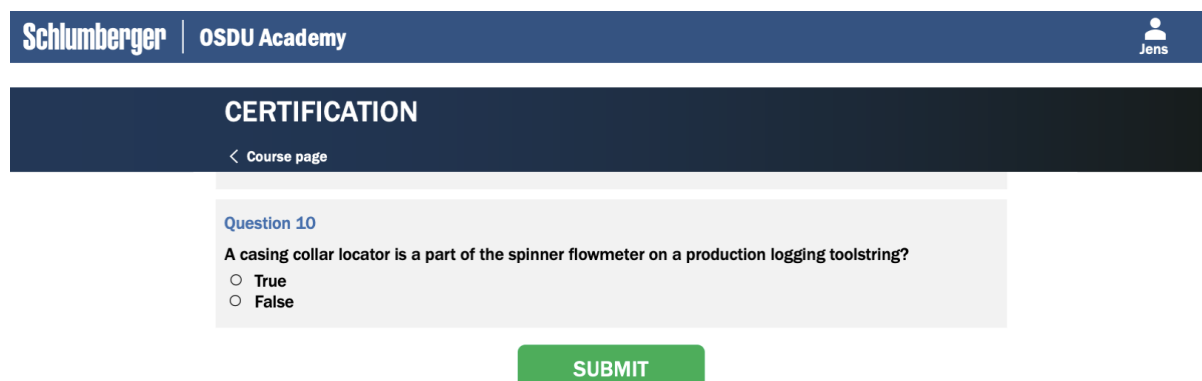 Schlumberger | OSDU Academy
Jens
CERTIFICATION
< Course page
Question 10
A casing collar locator is a part of the spinner flowmeter on a production logging toolstring?
True
False
SUBMIT